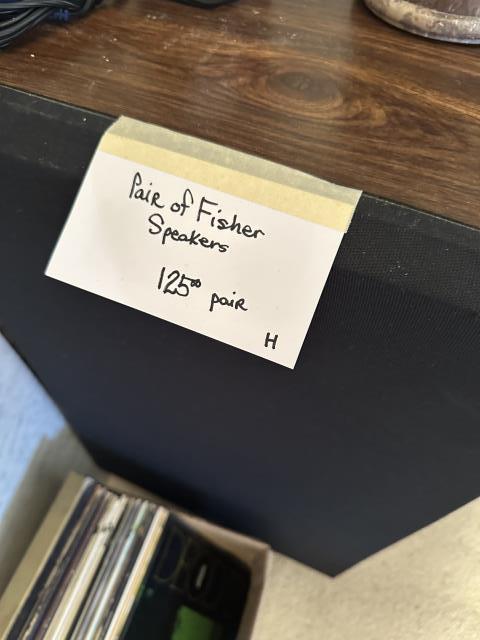 Pair of Fisher
Speakers
125⁰⁰ pair
H